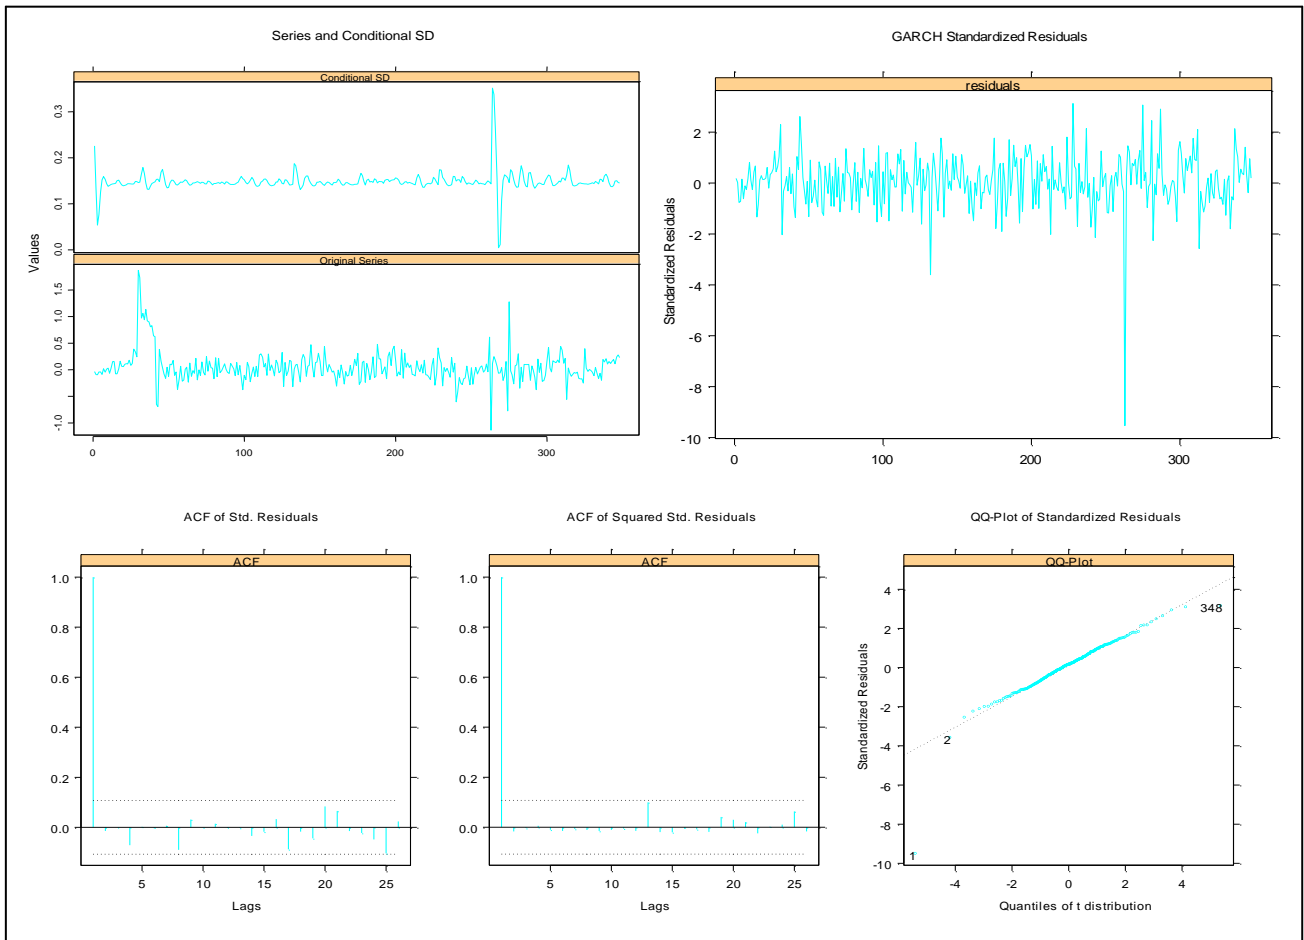 Series and Conditional SD
Conditional SD
0.3
0.2
0.1
0.0
Values
Original Series
1.5
1.0
0.5
0.0
-1.0
0 100 200 300
GARCH Standardized Residuals
residuals
2
0
-2
-4
-6
-8
-10
Standardized Residuals
0 100 200 300
ACF of Std. Residuals
ACF
1.0
0.8
0.6
0.4
0.2
0.0
5 10 15 20 25
Lags
ACF of Squared Std. Residuals
ACF
1.0
0.8
0.6
0.4
0.2
0.0
5 10 15 20 25
Lags
QQ-Plot of Standardized Residuals
QQ-Plot
4
2
0
-2
-4
-6
-8
-10
Standardized Residuals
348
2
1
-4 -2 0 2 4
Quantiles of t distribution